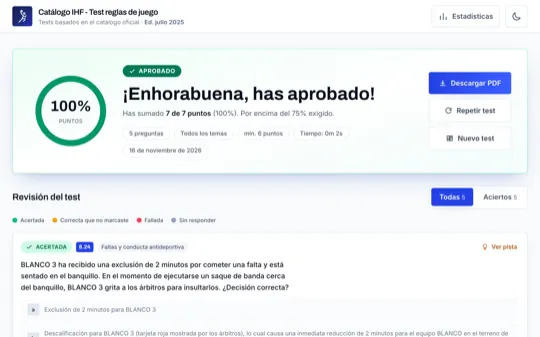 Catálogo IHF - Test reglas de juego
Tests basados en el catálogo oficial · Ed. julio 2025
Estadísticas
100%
PUNTOS
APROBADO
¡Enhorabuena, has aprobado!
Has sumado 7 de 7 puntos (100%). Por encima del 75% exigido.
5 preguntas
Todos los temas
mín. 6 puntos
Tiempo: 0m 2s
16 de noviembre de 2026
Descargar PDF
Repetir test
Nuevo test
Revisión del test
Todas 5
Aciertos 5
Acertada
Correcta que no marcaste
Fallada
Sin responder
ACERTADA
8.24
Faltas y conducta antideportiva
Ver pista
BLANCO 3 ha recibido una exclusión de 2 minutos por cometer una falta y está
sentado en el banquillo. En el momento de ejecutarse un saque de banda cerca
del banquillo, BLANCO 3 grita a los árbitros para insultarlos. ¿Decisión correcta?
a
Exclusión de 2 minutos para BLANCO 3
Descalificación para BLANCO 3 (tarjeta roja mostrada por los árbitros), lo cual causa una inmediata reducción de 2 minutos para el equipo BLANCO en el terreno de